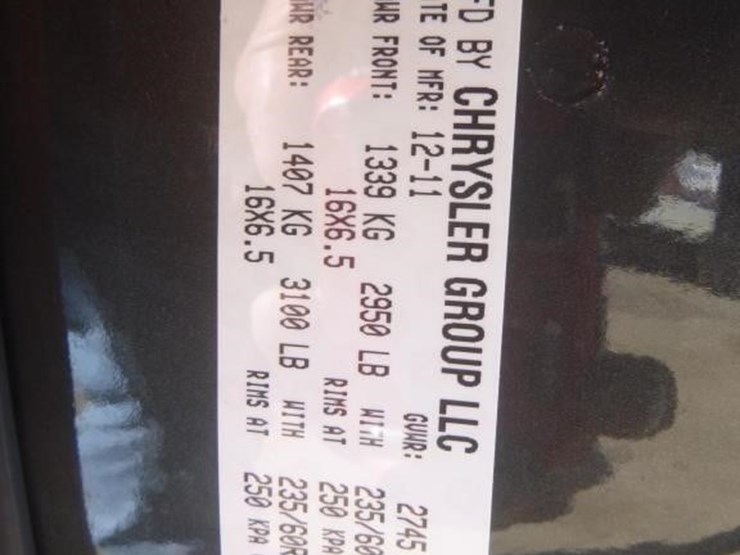 FD BY CHRYSLER GROUP LLC
TE OF MFR: 12-11 GVWR: 2745
WR FRONT: 1339 KG 2950 LB WITH 235/60
16X6.5 RIMS AT 250 KPA
WR REAR: 1407 KG 3100 LB WITH 235/60R
16X6.5 RIMS AT 250 KPA